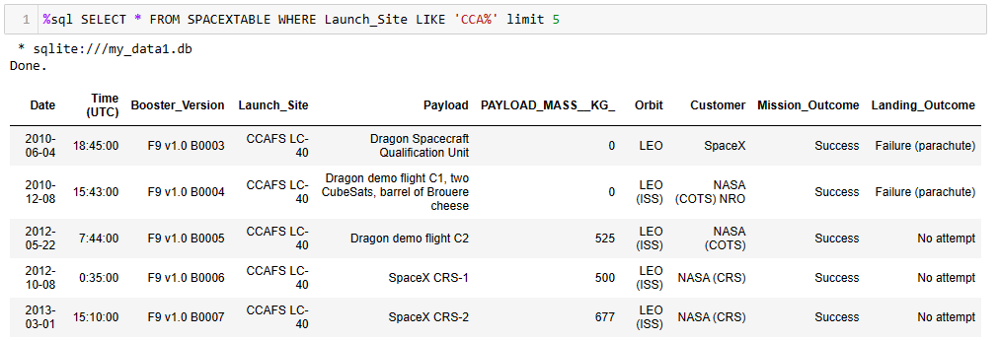 1 %sql SELECT * FROM SPACEXTABLE WHERE Launch_Site LIKE 'CCA%' limit 5
* sqlite:///my_data1.db
Done.
Date Time (UTC) Booster_Version Launch_Site Payload PAYLOAD_MASS__KG_ Orbit Customer Mission_Outcome Landing_Outcome
2010-06-04 18:45:00 F9 v1.0 B0003 CCAFS LC-40 Dragon Spacecraft Qualification Unit 0 LEO SpaceX Success Failure (parachute)
2010-12-08 15:43:00 F9 v1.0 B0004 CCAFS LC-40 Dragon demo flight C1, two CubeSats, barrel of Brouere cheese 0 LEO (ISS) NASA (COTS) NRO Success Failure (parachute)
2012-05-22 7:44:00 F9 v1.0 B0005 CCAFS LC-40 Dragon demo flight C2 525 LEO (ISS) NASA (COTS) Success No attempt
2012-10-08 0:35:00 F9 v1.0 B0006 CCAFS LC-40 SpaceX CRS-1 500 LEO (ISS) NASA (CRS) Success No attempt
2013-03-01 15:10:00 F9 v1.0 B0007 CCAFS LC-40 SpaceX CRS-2 677 LEO (ISS) NASA (CRS) Success No attempt